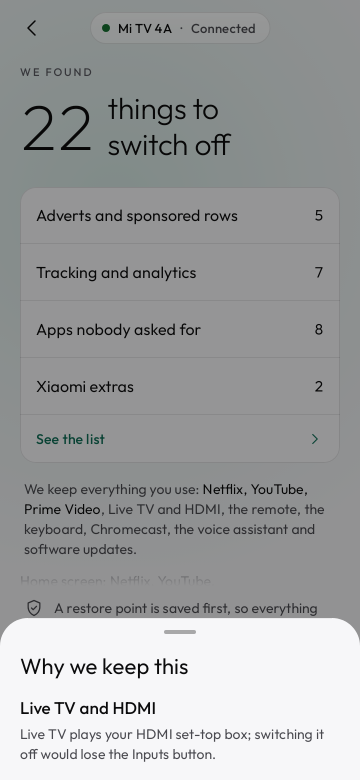 Mi TV 4A · Connected
WE FOUND
22 things to
switch off
Adverts and sponsored rows 5
Tracking and analytics 7
Apps nobody asked for 8
Xiaomi extras 2
See the list
We keep everything you use: Netflix, YouTube,
Prime Video, Live TV and HDMI, the remote, the
keyboard, Chromecast, the voice assistant and
software updates.
Home screen: Netflix, YouTube
A restore point is saved first, so everything
Why we keep this
Live TV and HDMI
Live TV plays your HDMI set-top box; switching it
off would lose the Inputs button.